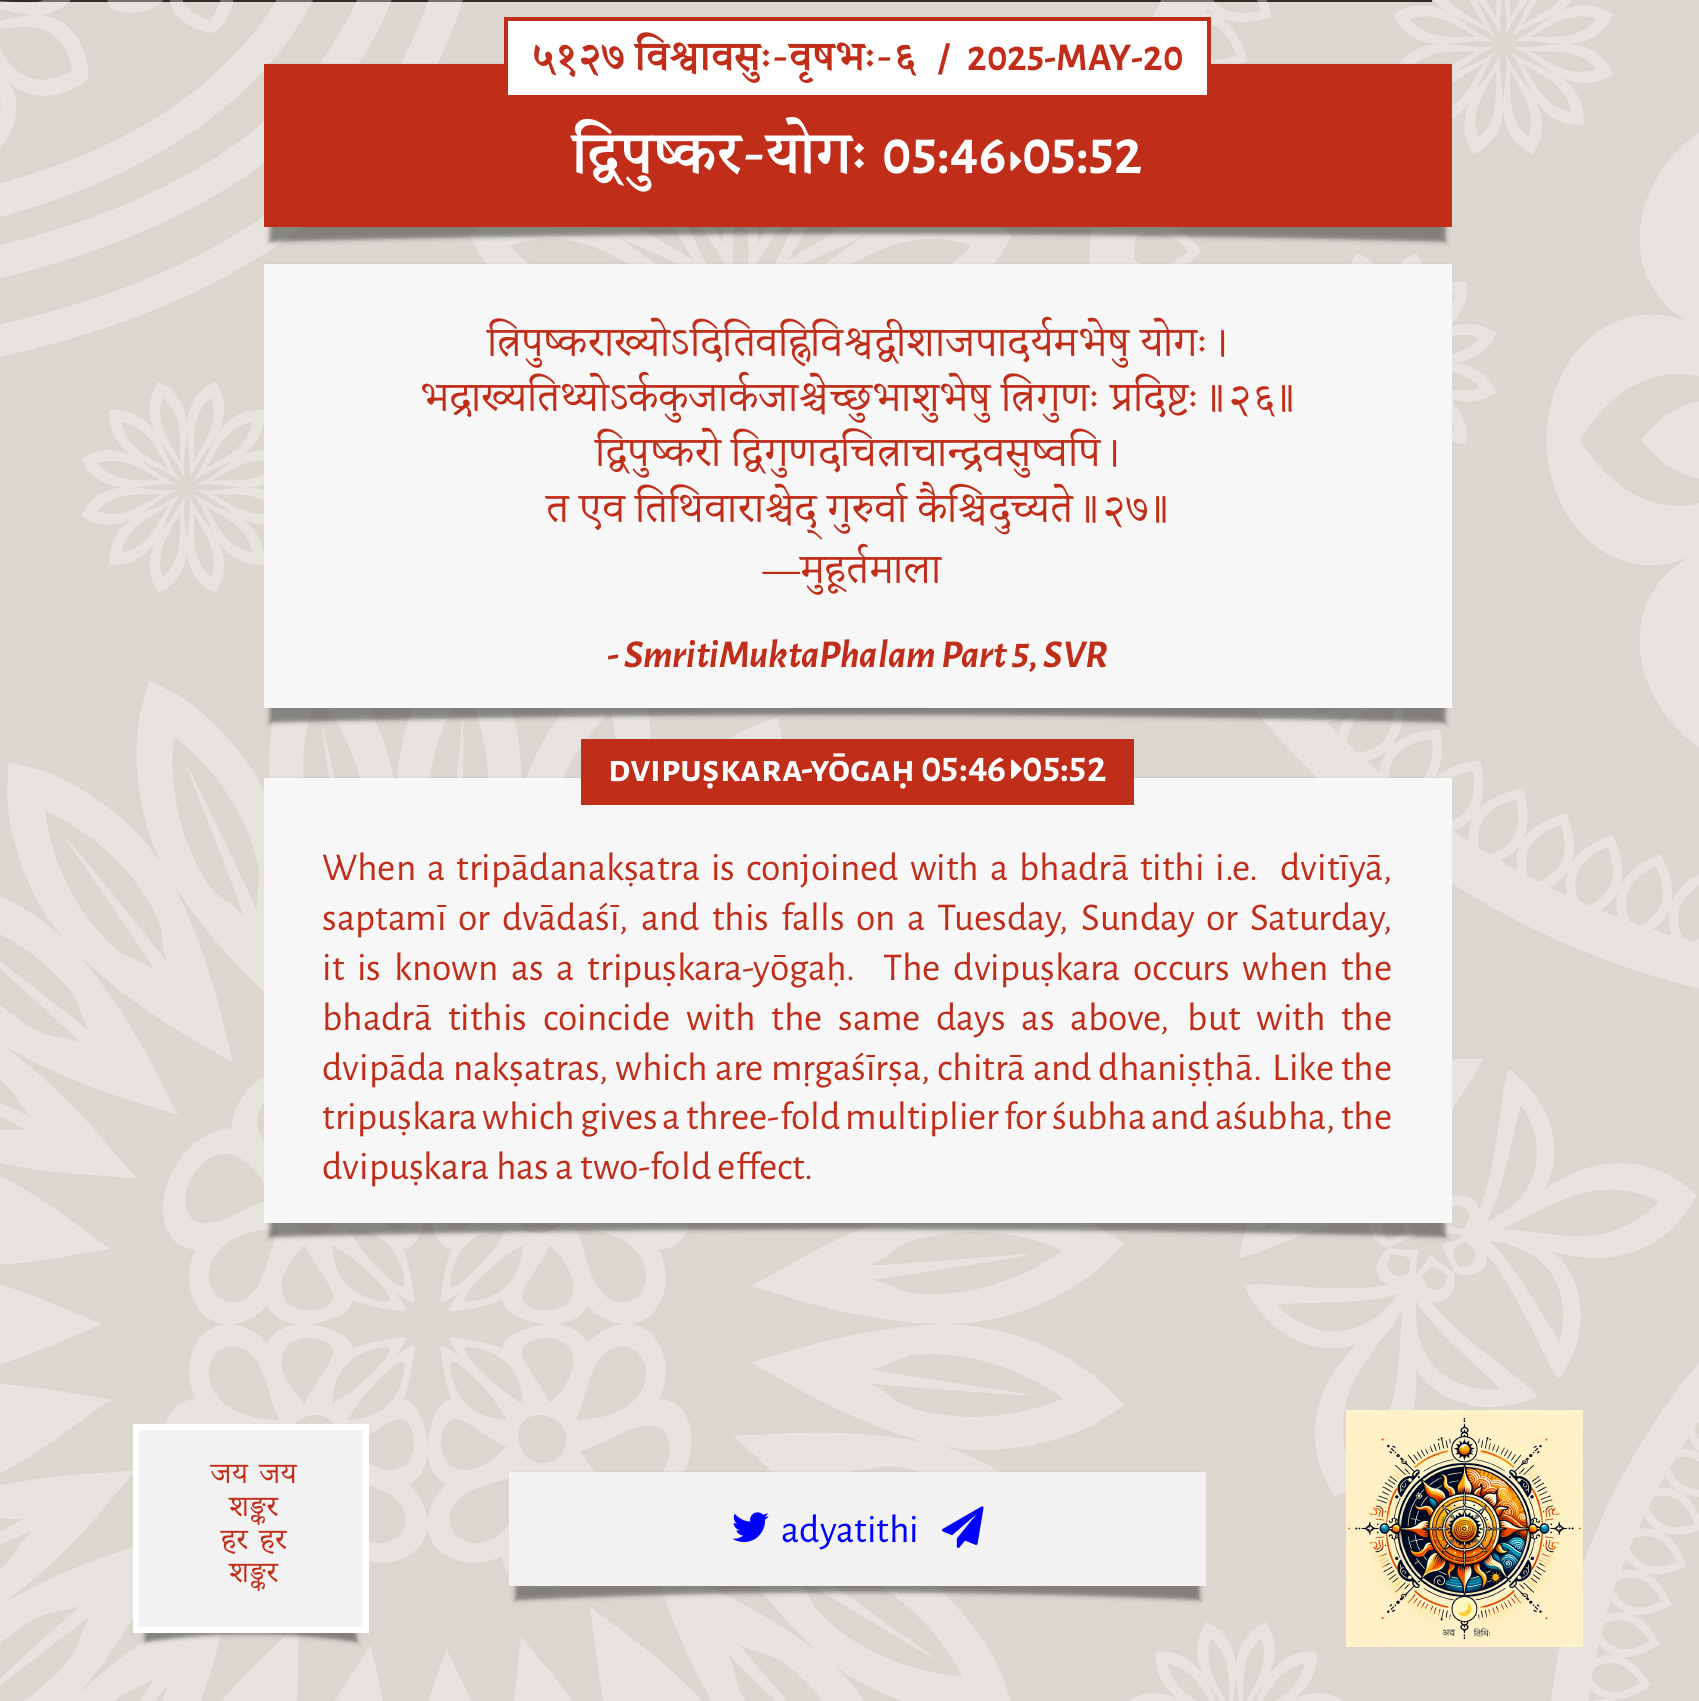 ५१२७ विश्वावसुः-वृषभः-६ / 2025-MAY-20
द्विपुष्कर-योगः 05:46▸05:52
त्रिपुष्कराख्योऽदितिवह्निविश्वद्वीशाजपादर्यमभेषु योगः।
भद्राख्यतिथ्योऽर्ककुजार्कजाश्चेच्छुभाशुभेषु त्रिगुणः प्रदिष्टः॥२६॥
द्विपुष्करो द्विगुणदचित्राचान्द्रवसुष्वपि।
त एव तिथिवाराश्चेद् गुरुर्वा कैश्चिदुच्यते॥२७॥
—मुहूर्तमाला
- SmritiMuktaPhalam Part 5, SVR
DVIPUṢKARA-YŌGAḤ 05:46▸05:52
When a tripādanakṣatra is conjoined with a bhadrā tithi i.e. dvitīyā,
saptamī or dvādaśī, and this falls on a Tuesday, Sunday or Saturday,
it is known as a tripuṣkara-yōgaḥ. The dvipuṣkara occurs when the
bhadrā tithis coincide with the same days as above, but with the
dvipāda nakṣatras, which are mṛgaśīrṣa, chitrā and dhaniṣṭhā. Like the
tripuṣkara which gives a three-fold multiplier for śubha and aśubha, the
dvipuṣkara has a two-fold effect.
जय जय
शङ्कर
हर हर
शङ्कर
adyatithi
अद्य तिथिः